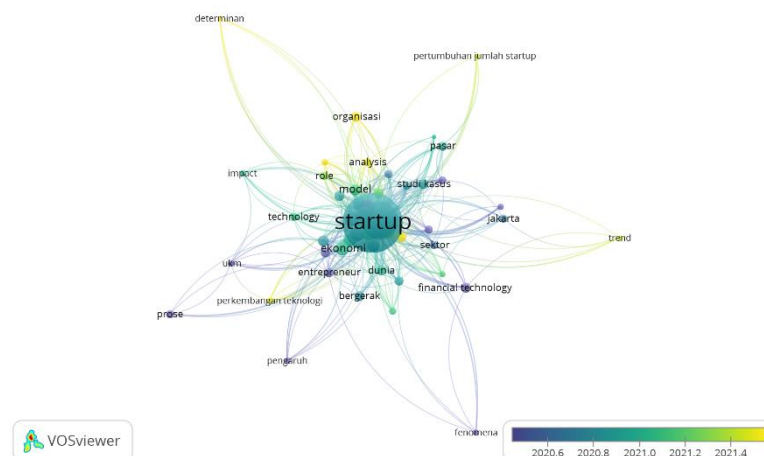 determinan
pertumbuhan jumlah startup
organisasi
pasar
analysis
impact
role
studi kasus
model
technology
startup
jakarta
trend
sektor
ekonomi
ukm
entrepreneur
dunia
financial technology
bergerak
perkembangan teknologi
prose
pengaruh
fenomena
VOSviewer
2020.6 2020.8 2021.0 2021.2 2021.4